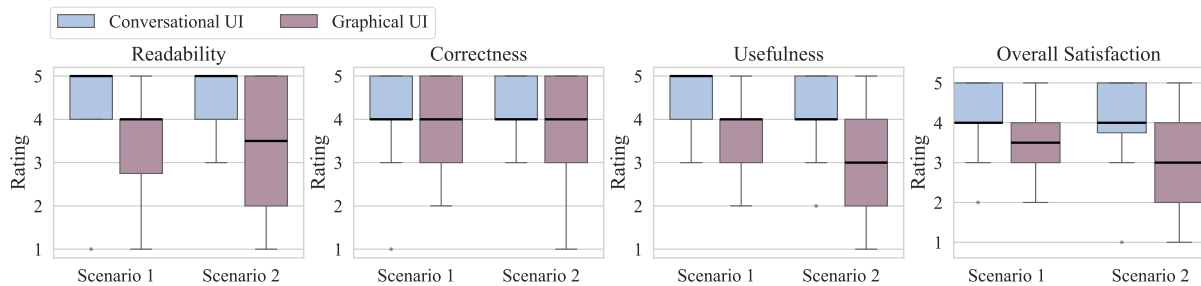 Conversational UI
Graphical UI
Readability
Rating
5
4
3
2
1
Scenario 1
Scenario 2
Correctness
Rating
5
4
3
2
1
Scenario 1
Scenario 2
Usefulness
Rating
5
4
3
2
1
Scenario 1
Scenario 2
Overall Satisfaction
Rating
5
4
3
2
1
Scenario 1
Scenario 2